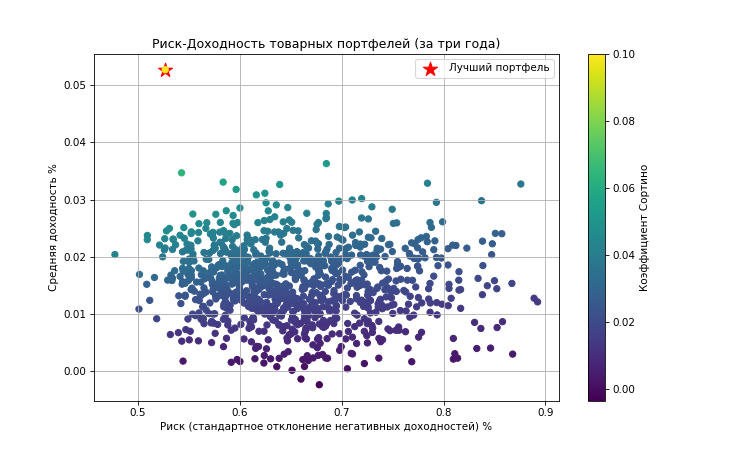 Риск-Доходность товарных портфелей (за три года)
Лучший портфель
Средняя доходность %
0.05
0.04
0.03
0.02
0.01
0.00
0.5 0.6 0.7 0.8 0.9
Риск (стандартное отклонение негативных доходностей) %
0.10
0.08
0.06
0.04
0.02
0.00
Коэффициент Сортино